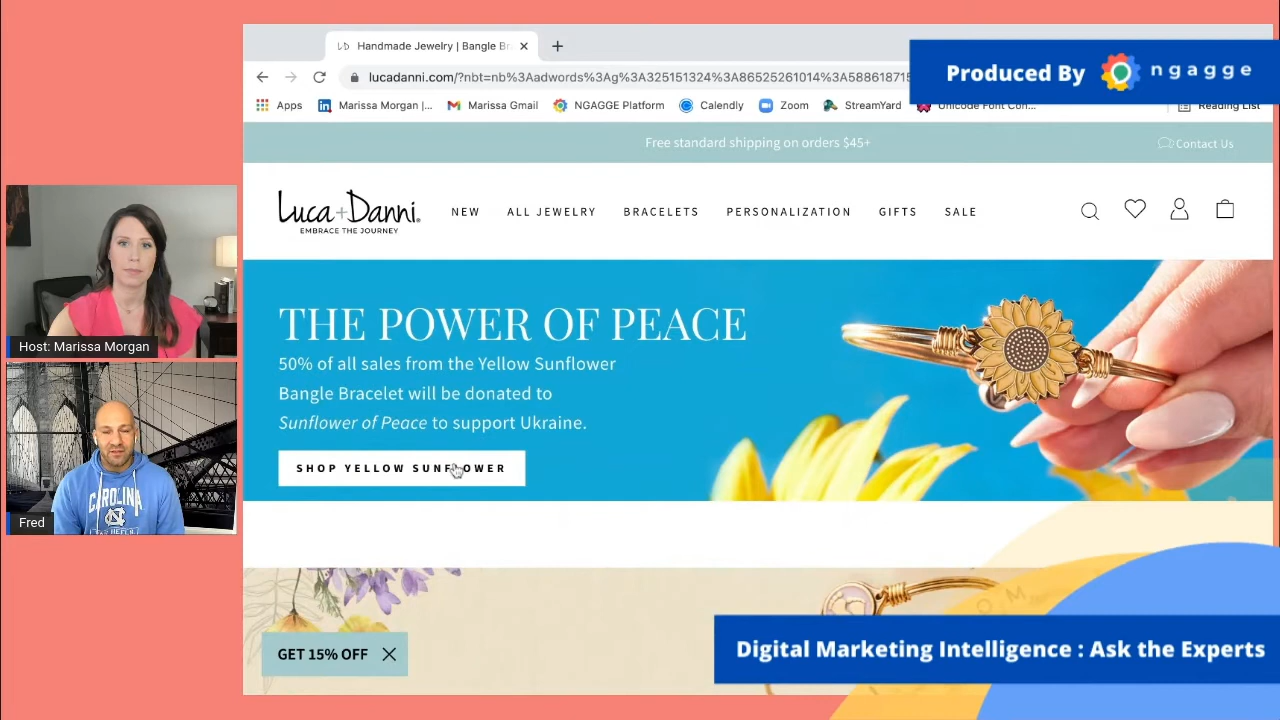 Handmade Jewelry | Bangle Br
lucadanni.com/?nbt=nb%3Aadwords%3Ag%3A325151324%3A86525261014%3A58861871
Produced By ngagge
Apps Marissa Morgan |... Marissa Gmail NGAGGE Platform Calendly Zoom StreamYard Unicode Font Con... Reading List
Free standard shipping on orders $45+
Contact Us
Luca+Danni
EMBRACE THE JOURNEY
NEW ALL JEWELRY BRACELETS PERSONALIZATION GIFTS SALE
THE POWER OF PEACE
50% of all sales from the Yellow Sunflower
Bangle Bracelet will be donated to
Sunflower of Peace to support Ukraine.
SHOP YELLOW SUNFLOWER
Host: Marissa Morgan
CAROLINA
TAR HEELS
Fred
GET 15% OFF
Digital Marketing Intelligence : Ask the Experts